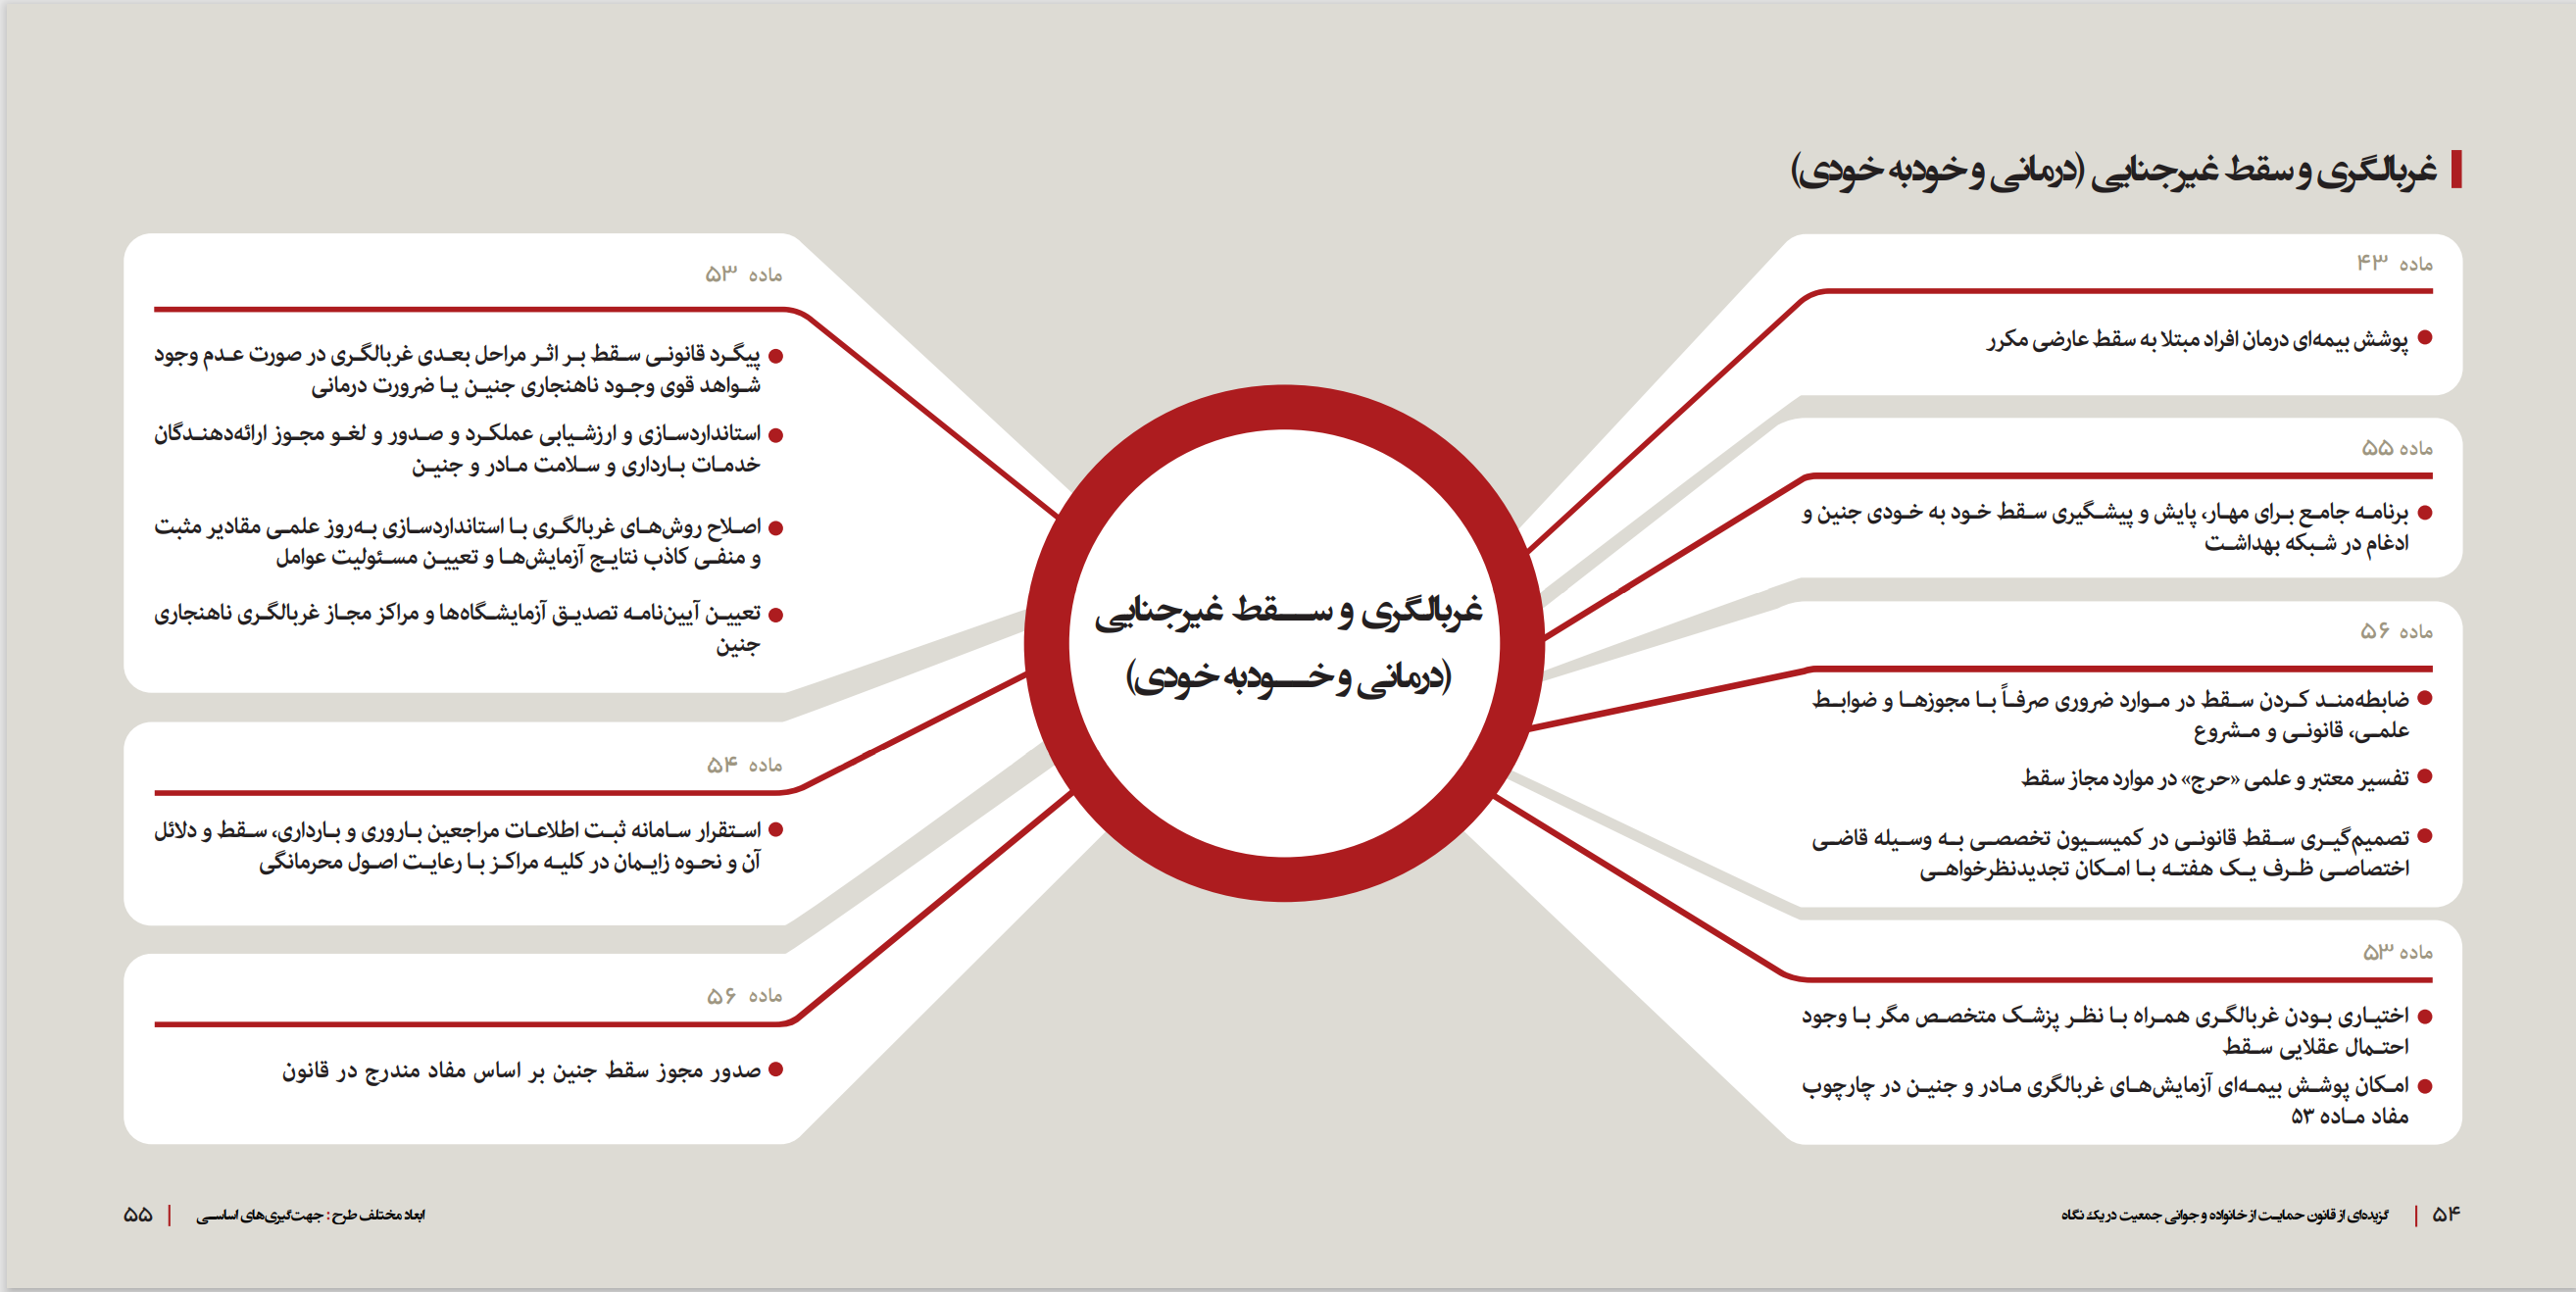 غربالگری و سقط غیرجنایی (درمانی و خودبه خودی)
ماده ۴۳
پوشش بیمه‌ای درمان افراد مبتلا به سقط عارضی مکرر
ماده ۵۵
برنامه جامع برای مهار، پایش و پیشگیری سقط خود به خودی جنین و
ادغام در شبکه بهداشت
ماده ۵۶
ضابطه‌مند کردن سقط در موارد ضروری صرفاً با مجوزها و ضوابط
علمی، قانونی و مشروع
تفسیر معتبر و علمی «حرج» در موارد مجاز سقط
تصمیم‌گیری سقط قانونی در کمیسیون تخصصی به وسیله قاضی
اختصاصی ظرف یک هفته با امکان تجدیدنظرخواهی
ماده ۵۳
اختیاری بودن غربالگری همراه با نظر پزشک متخصص مگر با وجود
احتمال عقلایی سقط
امکان پوشش بیمه‌ای آزمایش‌های غربالگری مادر و جنین در چارچوب
مفاد ماده ۵۳
غربالگری و سقط غیرجنایی
(درمانی و خودبه خودی)
ماده ۵۳
پیگرد قانونی سقط بر اثر مراحل بعدی غربالگری در صورت عدم وجود
شواهد قوی وجود ناهنجاری جنین یا ضرورت درمانی
استانداردسازی و ارزشیابی عملکرد و صدور و لغو مجوز ارائه‌دهندگان
خدمات بارداری و سلامت مادر و جنین
اصلاح روش‌های غربالگری با استانداردسازی به‌روز علمی مقادیر مثبت
و منفی کاذب نتایج آزمایش‌ها و تعیین مسئولیت عوامل
تعیین آیین‌نامه تصدیق آزمایشگاه‌ها و مراکز مجاز غربالگری ناهنجاری
جنین
ماده ۵۴
استقرار سامانه ثبت اطلاعات مراجعین باروری و بارداری، سقط و دلائل
آن و نحوه زایمان در کلیه مراکز با رعایت اصول محرمانگی
ماده ۵۶
صدور مجوز سقط جنین بر اساس مفاد مندرج در قانون
۵۴ | گزیده‌ای از قانون حمایت از خانواده و جوانی جمعیت در یک نگاه
ابعاد مختلف طرح: جهت‌گیری‌های اساسی | ۵۵